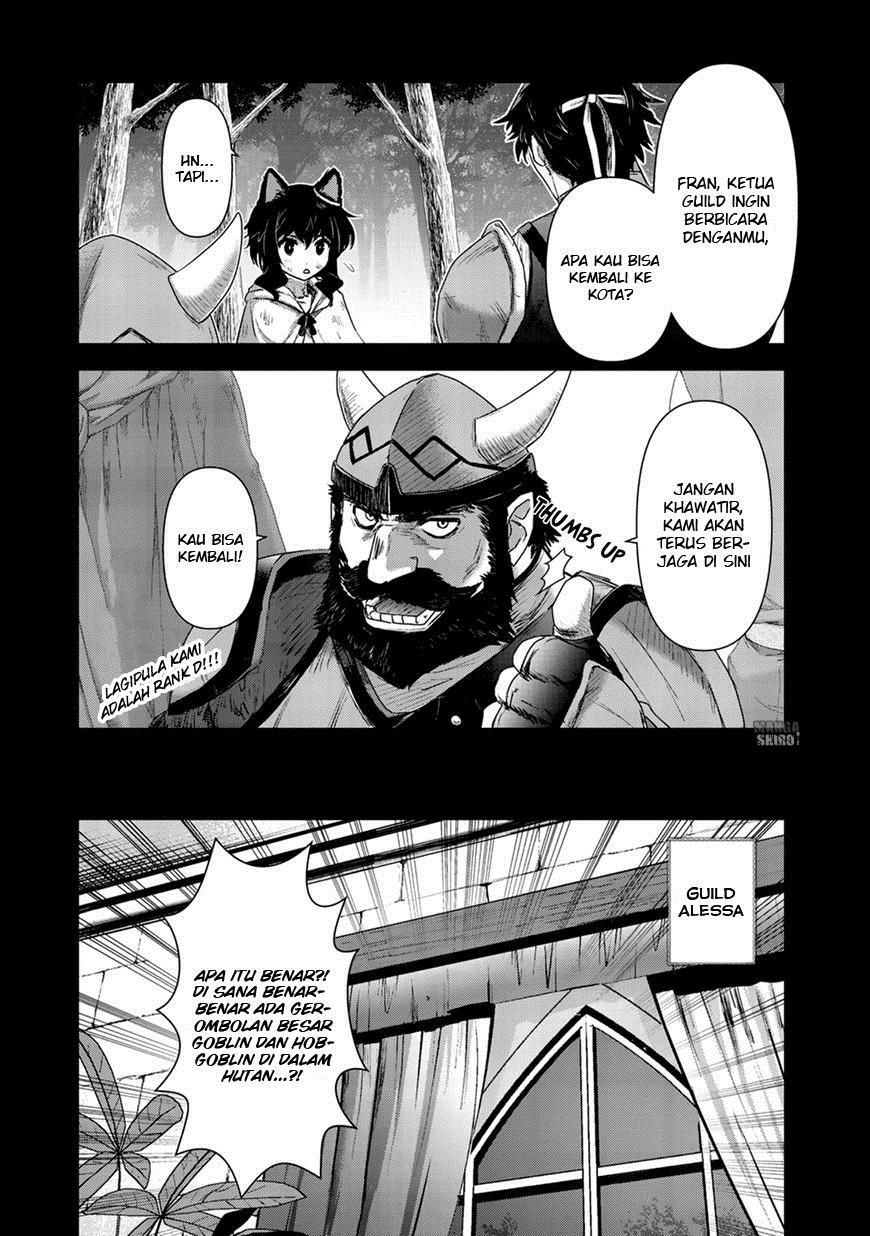 FRAN, KETUA
GUILD INGIN
BERBICARA
DENGANMU,
APA KAU BISA
KEMBALI KE
KOTA?
HN...
TAPI...
JANGAN
KHAWATIR,
KAMI AKAN
TERUS BER-
JAGA DI SINI
THUMBS UP
KAU BISA
KEMBALI!
LAGIPULA KAMI
ADALAH RANK D!!!
MANGA
SHIRO
GUILD
ALESSA
APA ITU BENAR?!
DI SANA BENAR-
BENAR ADA GER-
OMBOLAN BESAR
GOBLIN DAN HOB-
GOBLIN DI DALAM
HUTAN...?!